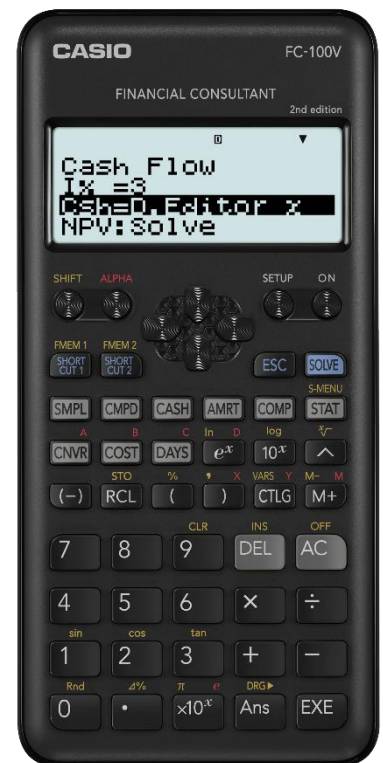 CASIO FC-100V
FINANCIAL CONSULTANT
2nd edition
D ▼
Cash Flow
I% =3
Csh=D.Editor x
NPV:Solve
SHIFT ALPHA SETUP ON
FMEM 1 FMEM 2
SHORT CUT 1 SHORT CUT 2 ESC SOLVE
S-MENU
SMPL CMPD CASH AMRT COMP STAT
A B C ln D log x√
CNVR COST DAYS eˣ 10ˣ ^
STO % , X VARS Y M– M
(–) RCL ( ) CTLG M+
CLR INS OFF
7 8 9 DEL AC
4 5 6 × ÷
sin cos tan
1 2 3 + −
Rnd ⊿% π e DRG▶
0 • ×10ˣ Ans EXE